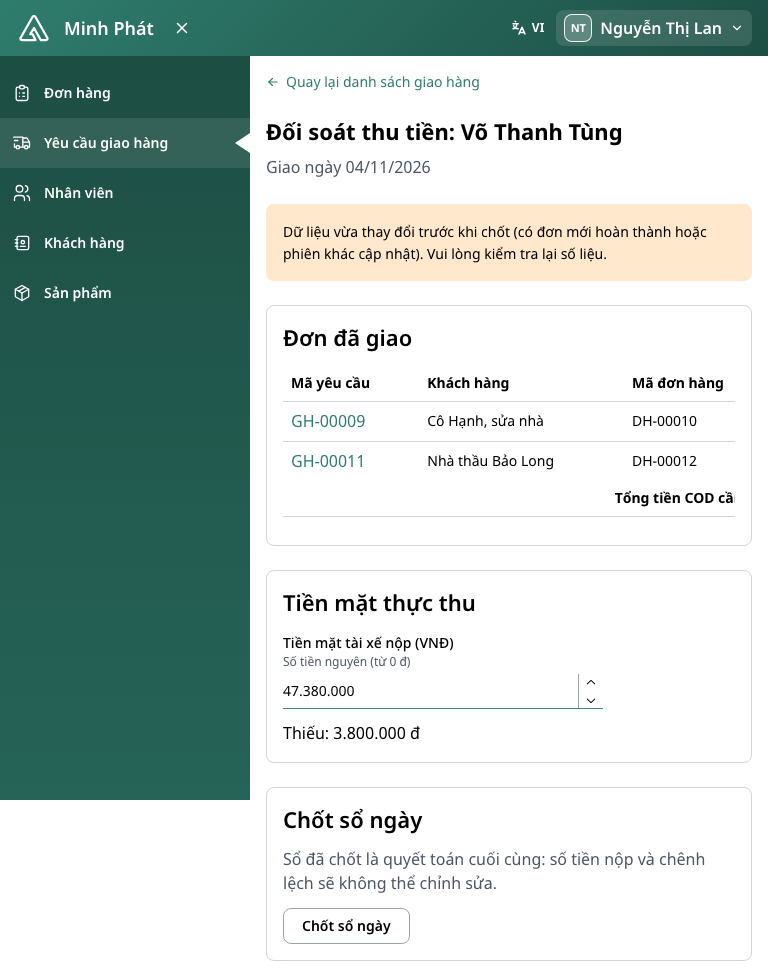 Minh Phát
VI
NT
Nguyễn Thị Lan
Đơn hàng
Yêu cầu giao hàng
Nhân viên
Khách hàng
Sản phẩm
Quay lại danh sách giao hàng
Đối soát thu tiền: Võ Thanh Tùng
Giao ngày 04/11/2026
Dữ liệu vừa thay đổi trước khi chốt (có đơn mới hoàn thành hoặc
phiên khác cập nhật). Vui lòng kiểm tra lại số liệu.
Đơn đã giao
Mã yêu cầu Khách hàng Mã đơn hàng
GH-00009 Cô Hạnh, sửa nhà DH-00010
GH-00011 Nhà thầu Bảo Long DH-00012
Tổng tiền COD
Tiền mặt thực thu
Tiền mặt tài xế nộp (VNĐ)
Số tiền nguyên (từ 0 đ)
47.380.000
Thiếu: 3.800.000 đ
Chốt sổ ngày
Sổ đã chốt là quyết toán cuối cùng: số tiền nộp và chênh
lệch sẽ không thể chỉnh sửa.
Chốt sổ ngày